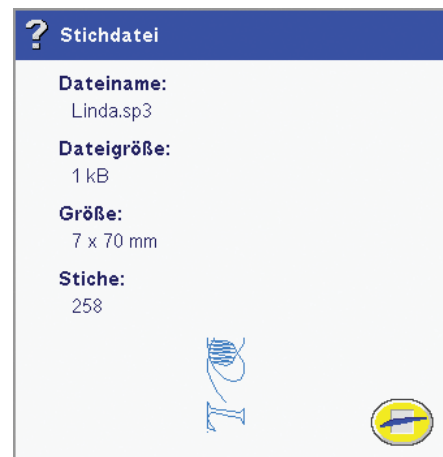 Stichdatei
Dateiname:
Linda.sp3
Dateigröße:
1 kB
Größe:
7 x 70 mm
Stiche:
258